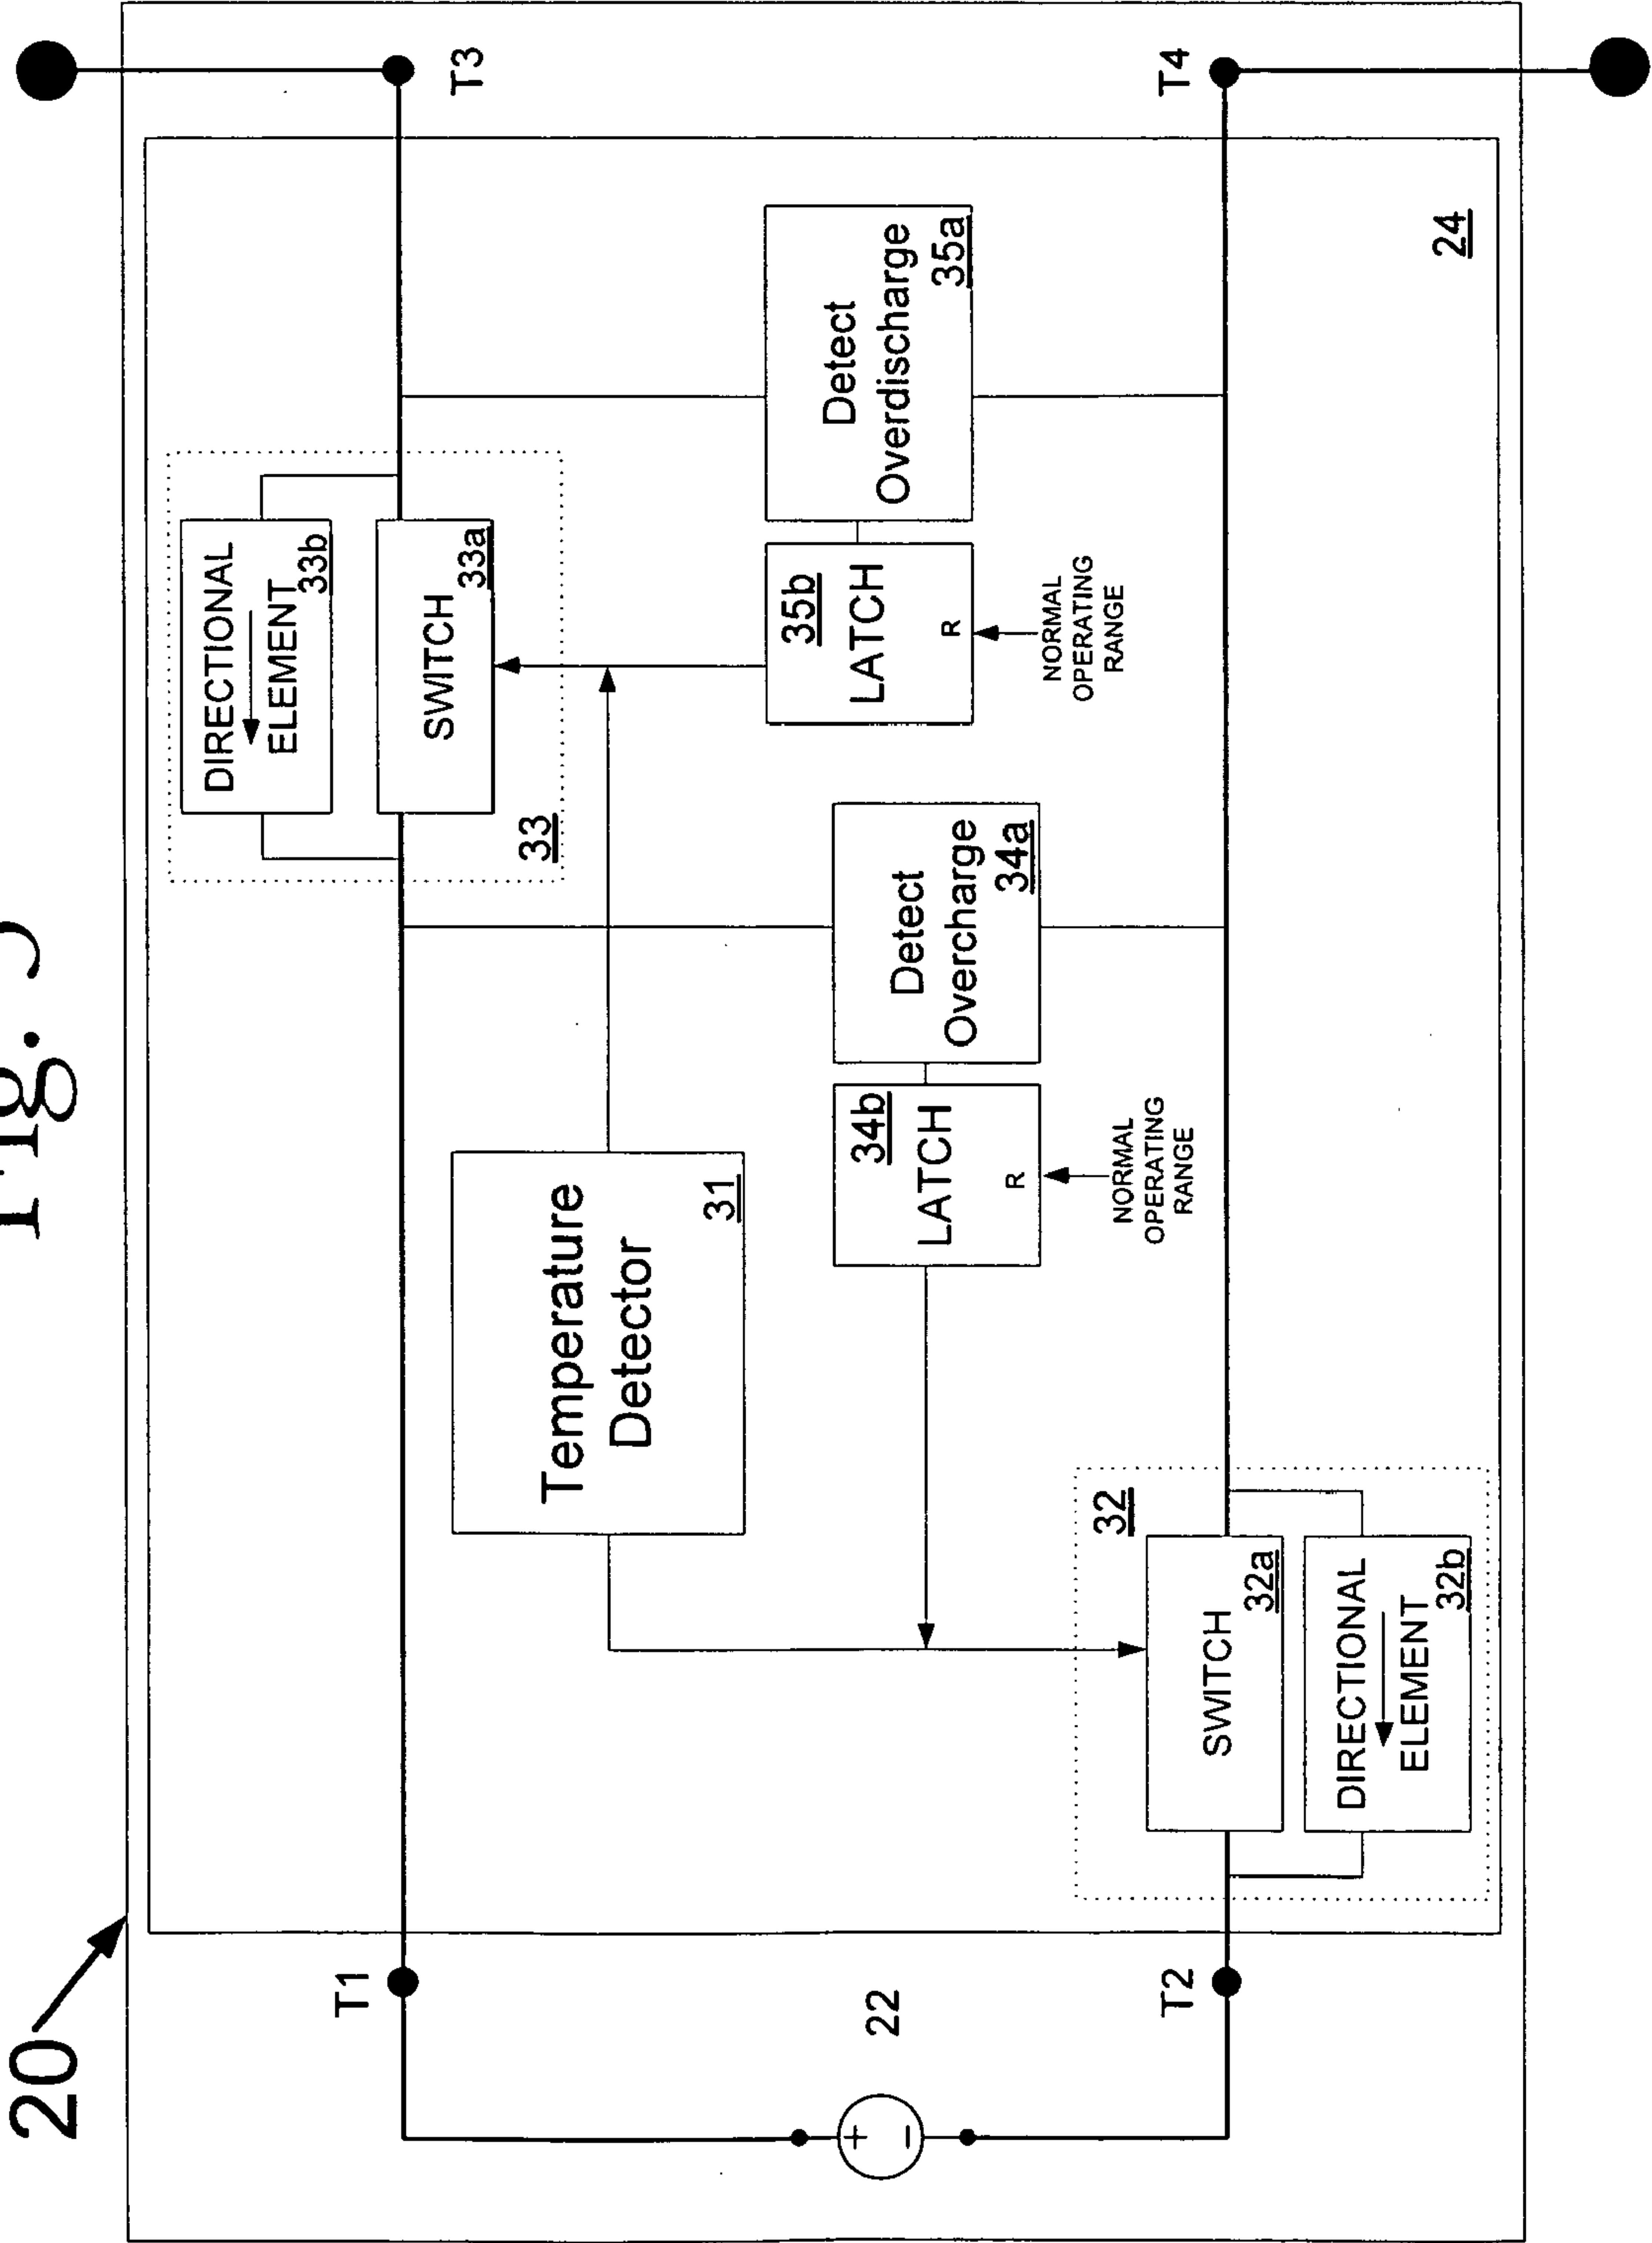 Fig.
20
T1
T3
DIRECTIONAL
ELEMENT
33b
SWITCH
33a
33
Temperature
Detector
31
35b
LATCH
R
NORMAL
OPERATING
RANGE
Detect
Overdischarge
35a
22
34b
LATCH
R
NORMAL
OPERATING
RANGE
Detect
Overcharge
34a
T2
T4
32
SWITCH
32a
DIRECTIONAL
ELEMENT
32b
24
+
−